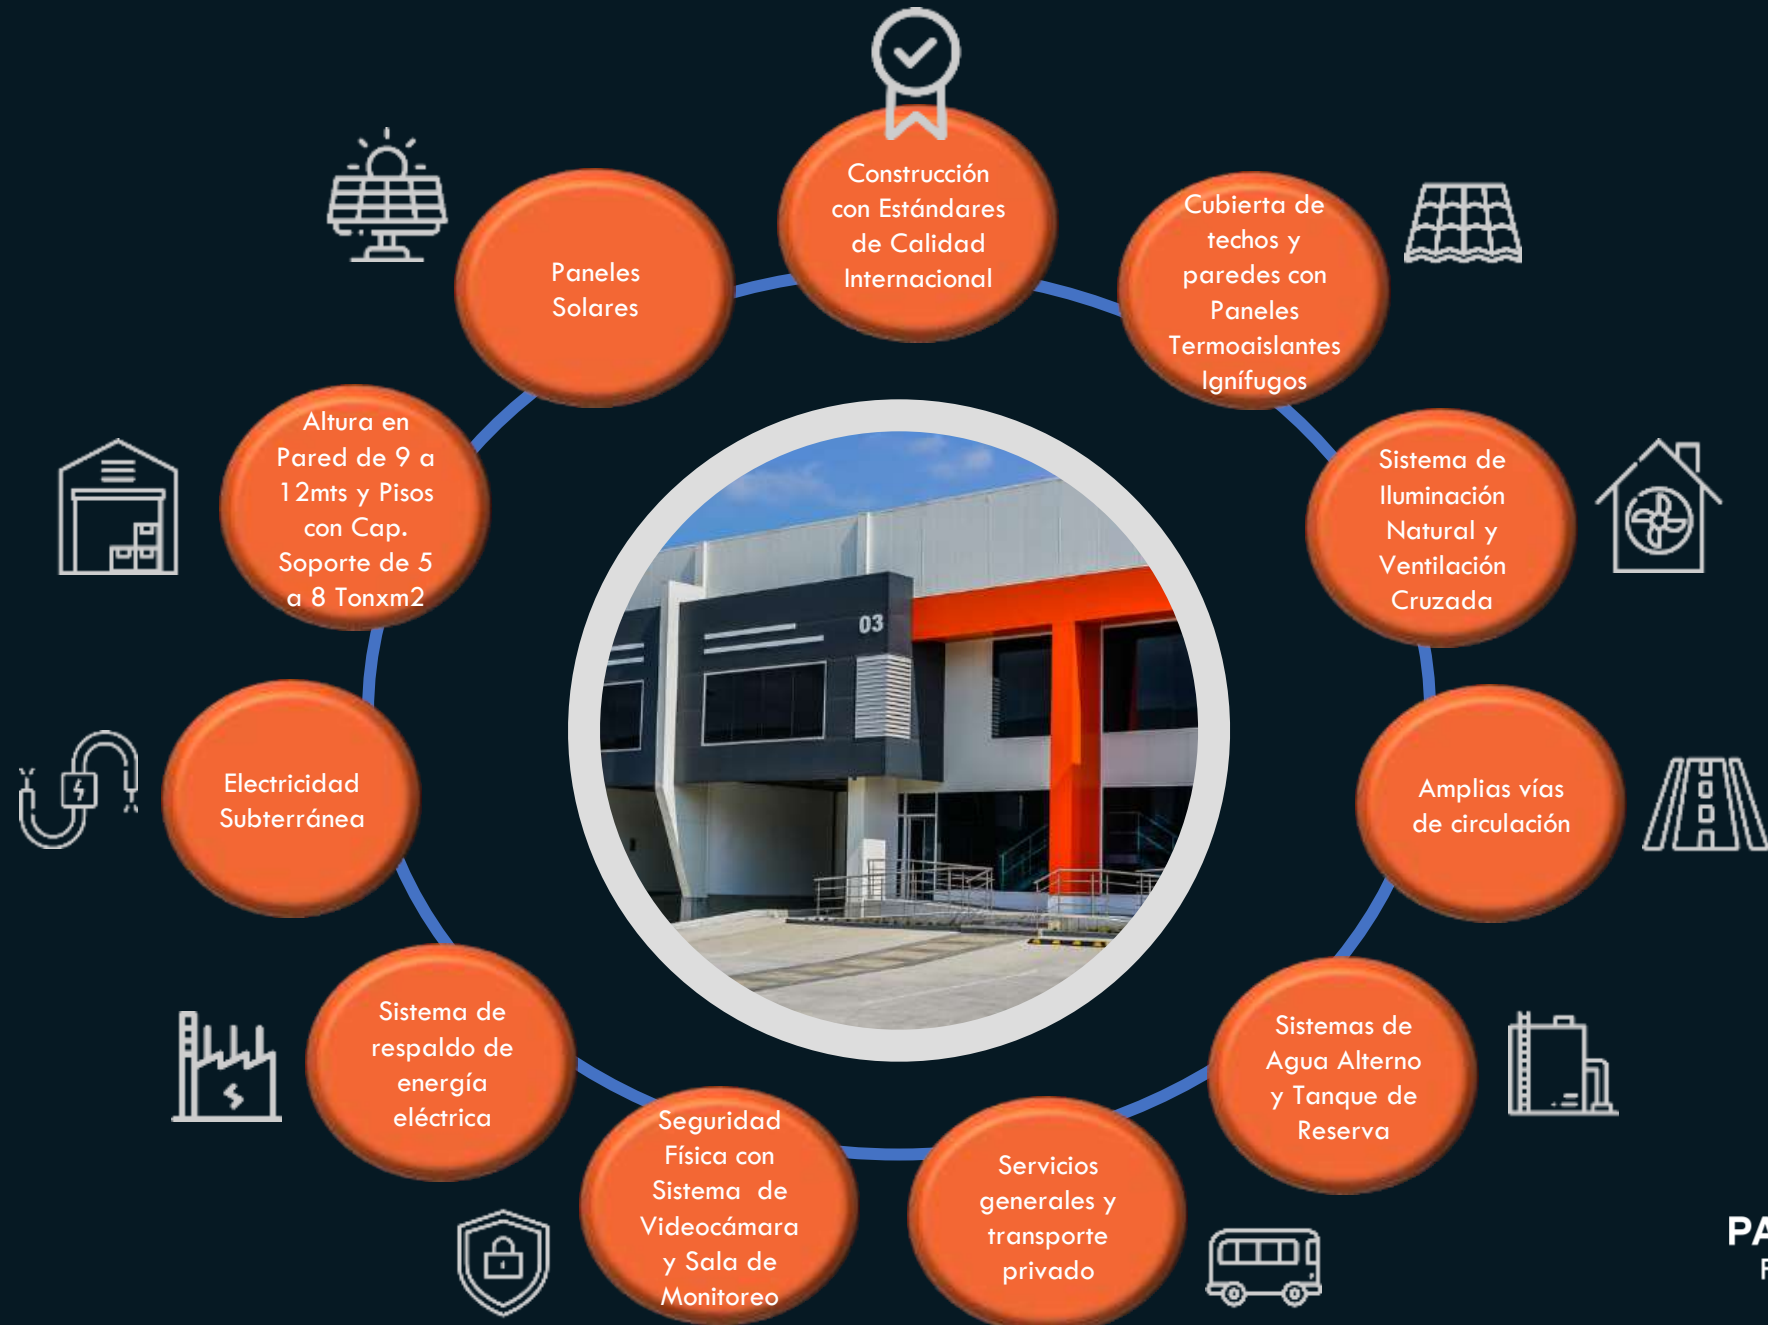 Construcción
con Estándares
de Calidad
Internacional
Cubierta de
techos y
paredes con
Paneles
Termoaislantes
Ignífugos
Sistema de
Iluminación
Natural y
Ventilación
Cruzada
Amplias vías
de circulación
Sistemas de
Agua Alterno
y Tanque de
Reserva
Servicios
generales y
transporte
privado
Seguridad
Física con
Sistema de
Videocámara
y Sala de
Monitoreo
Sistema de
respaldo de
energía
eléctrica
Electricidad
Subterránea
Altura en
Pared de 9 a
12mts y Pisos
con Cap.
Soporte de 5
a 8 Tonxm2
Paneles
Solares
03
PA